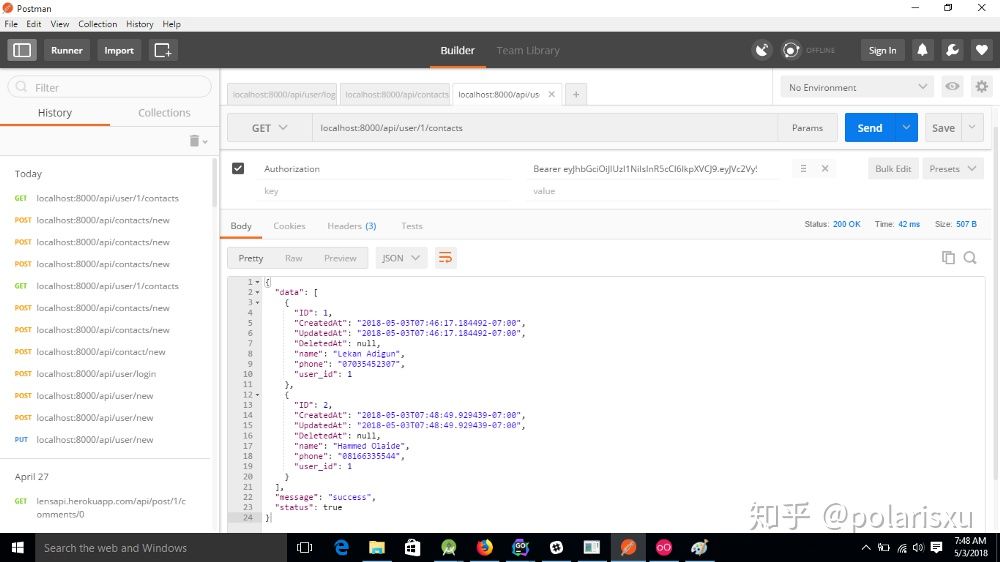 Postman
File Edit View Collection History Help
Runner Import Builder Team Library OFFLINE Sign In
Filter
History Collections
Today
GET localhost:8000/api/user/1/contacts
POST localhost:8000/api/contacts/new
POST localhost:8000/api/contacts/new
POST localhost:8000/api/contacts/new
GET localhost:8000/api/user/1/contacts
POST localhost:8000/api/contacts/new
POST localhost:8000/api/contacts/new
POST localhost:8000/api/contact/new
POST localhost:8000/api/user/login
POST localhost:8000/api/user/new
POST localhost:8000/api/user/new
PUT localhost:8000/api/user/new
April 27
GET lensapi.herokuapp.com/api/post/1/c
omments/0
localhost:8000/api/user/log localhost:8000/api/contacts localhost:8000/api/us × + No Environment
GET localhost:8000/api/user/1/contacts Params Send Save
Authorization Bearer Bulk Edit Presets
key value
Body Cookies Headers (3) Tests Status: 200 OK Time: 42 ms Size: 507 B
Pretty Raw Preview JSON
1 {
2 "data": [
3 {
4 "ID": 1,
5 "CreatedAt": "2018-05-03T07:46:17.184492-07:00",
6 "UpdatedAt": "2018-05-03T07:46:17.184492-07:00",
7 "DeletedAt": null,
8 "name": "Lekan Adigun",
9 "phone": "07035452307",
10 "user_id": 1
11 },
12 {
13 "ID": 2,
14 "CreatedAt": "2018-05-03T07:48:49.929439-07:00",
15 "UpdatedAt": "2018-05-03T07:48:49.929439-07:00",
16 "DeletedAt": null,
17 "name": "Hammed Olaide",
18 "phone": "08166335544",
19 "user_id": 1
20 }
21 ],
22 "message": "success",
23 "status": true
24 }
知乎 @polarisxu
Search the web and Windows
7:48 AM
5/3/2018